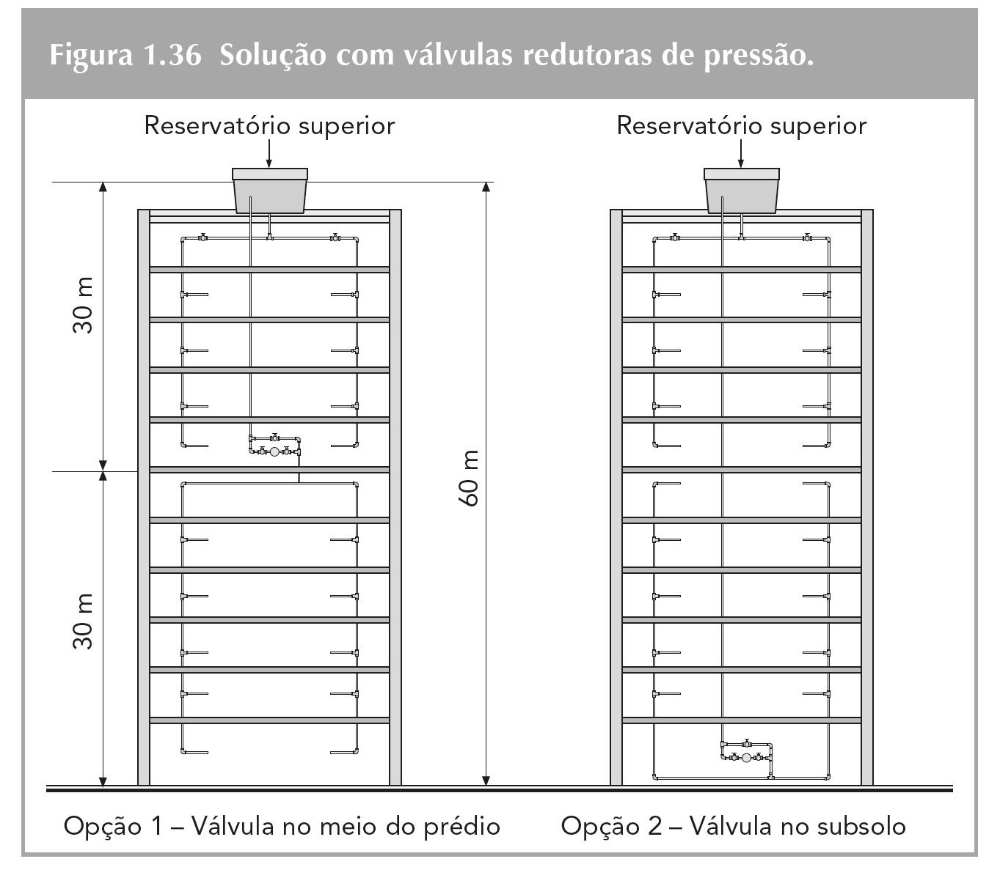 Figura 1.36  Solução com válvulas redutoras de pressão.
Reservatório superior
Reservatório superior
30 m
30 m
60 m
Opção 1 – Válvula no meio do prédio
Opção 2 – Válvula no subsolo